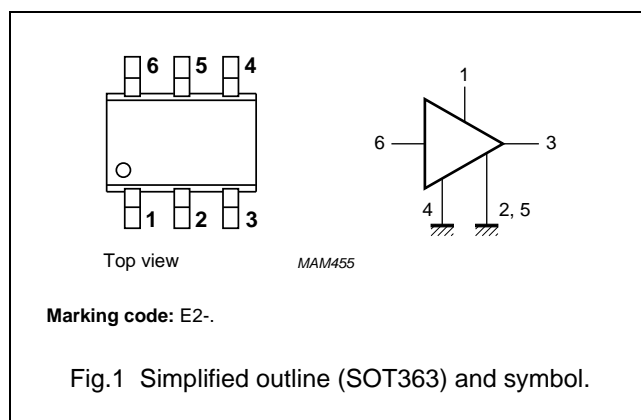 6 5 4
1 2 3
Top view
1
6 3
4 2, 5
MAM455
Marking code: E2-.
Fig.1 Simplified outline (SOT363) and symbol.